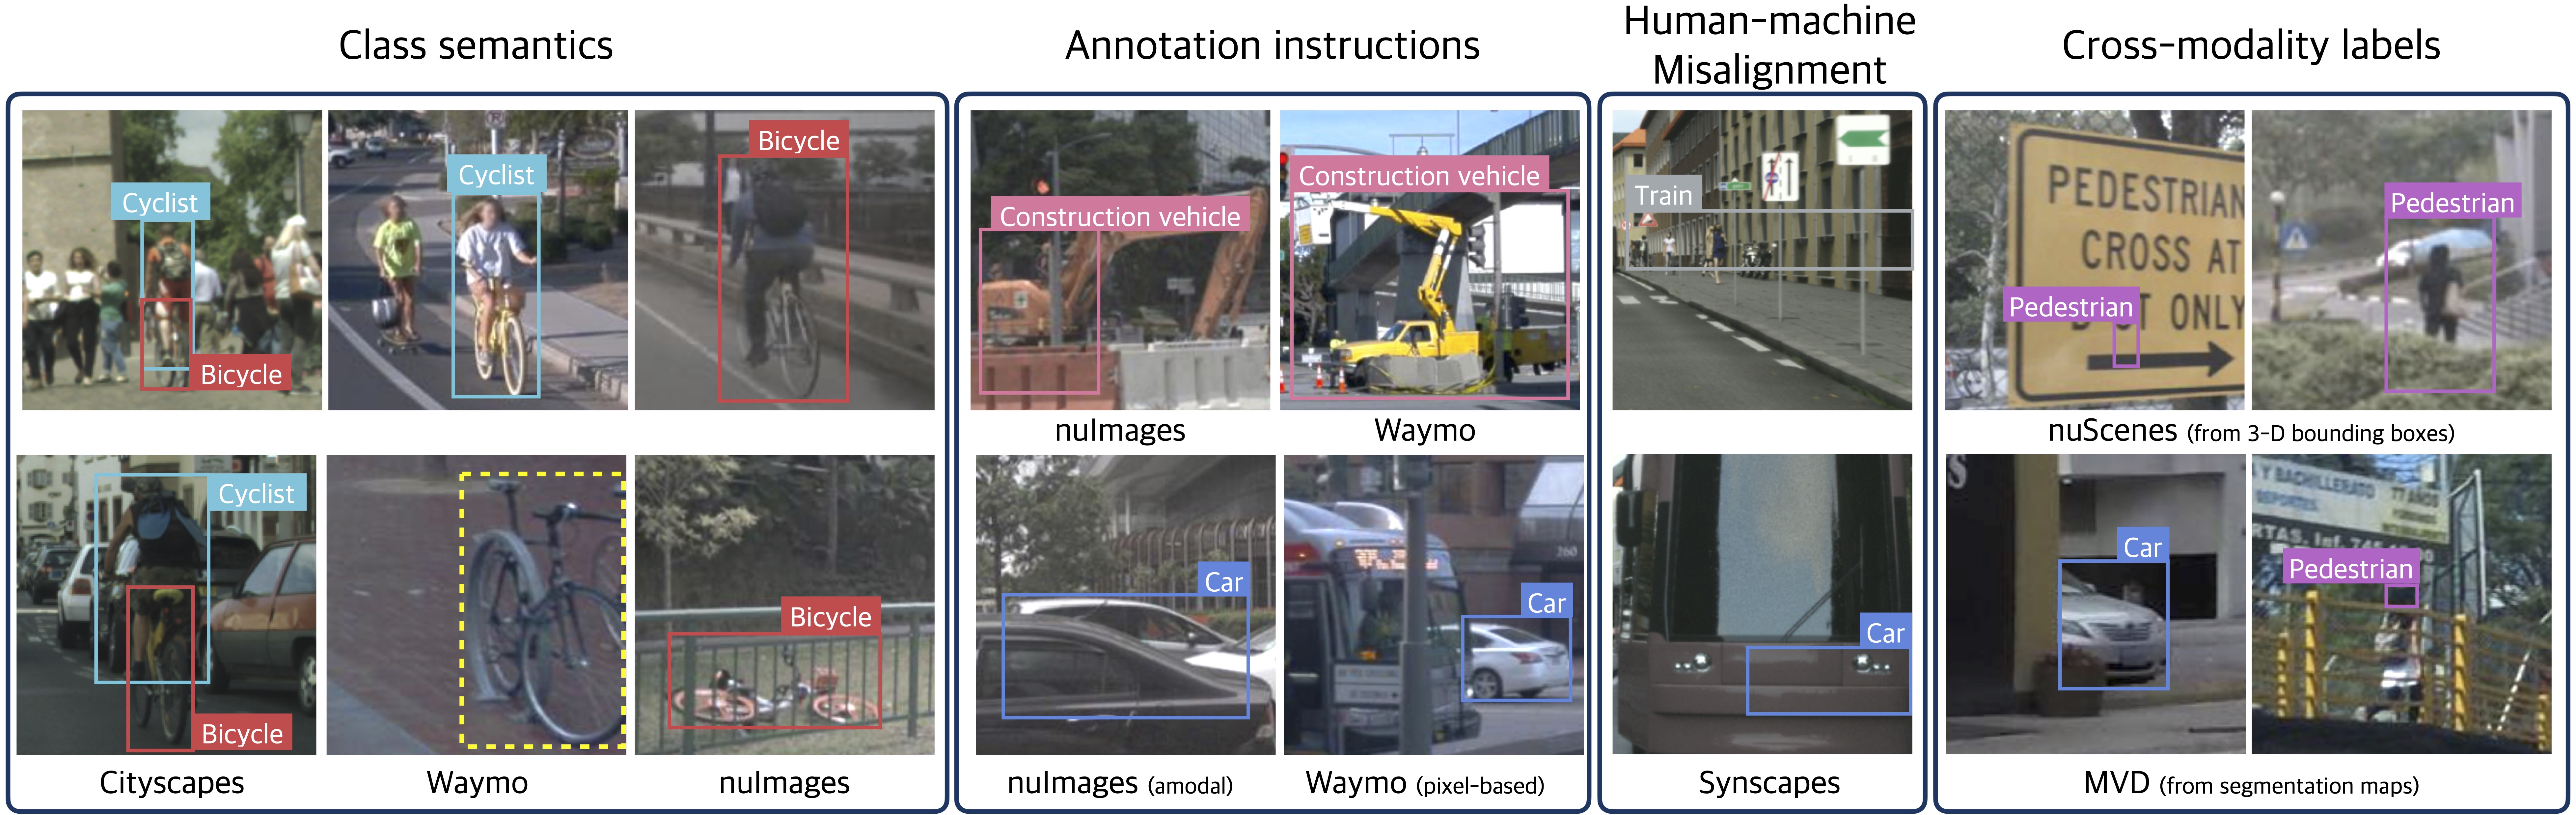 Class semantics
Annotation instructions
Human-machine
Misalignment
Cross-modality labels
Cyclist
Bicycle
Cyclist
Bicycle
Construction vehicle
Construction vehicle
Train
PEDESTRIAN
CROSS AT
ONLY
Pedestrian
Pedestrian
nuImages
Waymo
nuScenes (from 3-D bounding boxes)
Cyclist
Bicycle
Bicycle
Car
Car
260
Car
Car
Y BACHILLERATO
Pedestrian
Cityscapes
Waymo
nuImages
nuImages (amodal)
Waymo (pixel-based)
Synscapes
MVD (from segmentation maps)